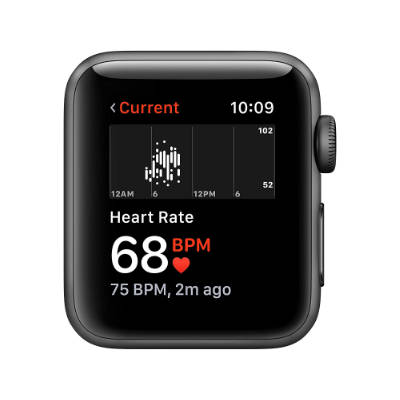 ‹ Current 10:09
102
52
12AM 6 12PM 6
Heart Rate
68 BPM
75 BPM, 2m ago